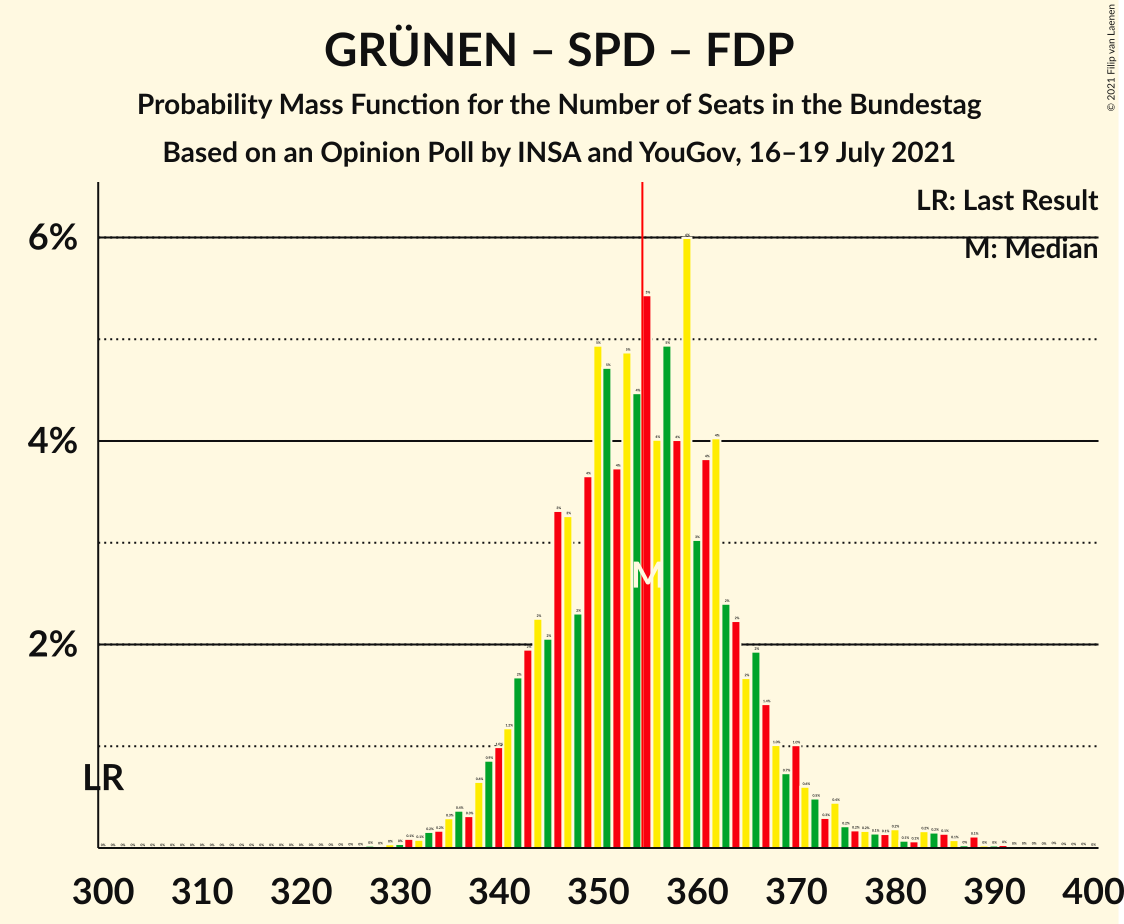 GRÜNEN – SPD – FDP
Probability Mass Function for the Number of Seats in the Bundestag
Based on an Opinion Poll by INSA and YouGov, 16–19 July 2021
© 2021 Filip van Laenen
LR: Last Result
M: Median
6%
4%
2%
LR
M
300 310 320 330 340 350 360 370 380 390 400